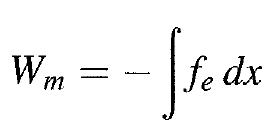 W_m = − ∫ f_e dx